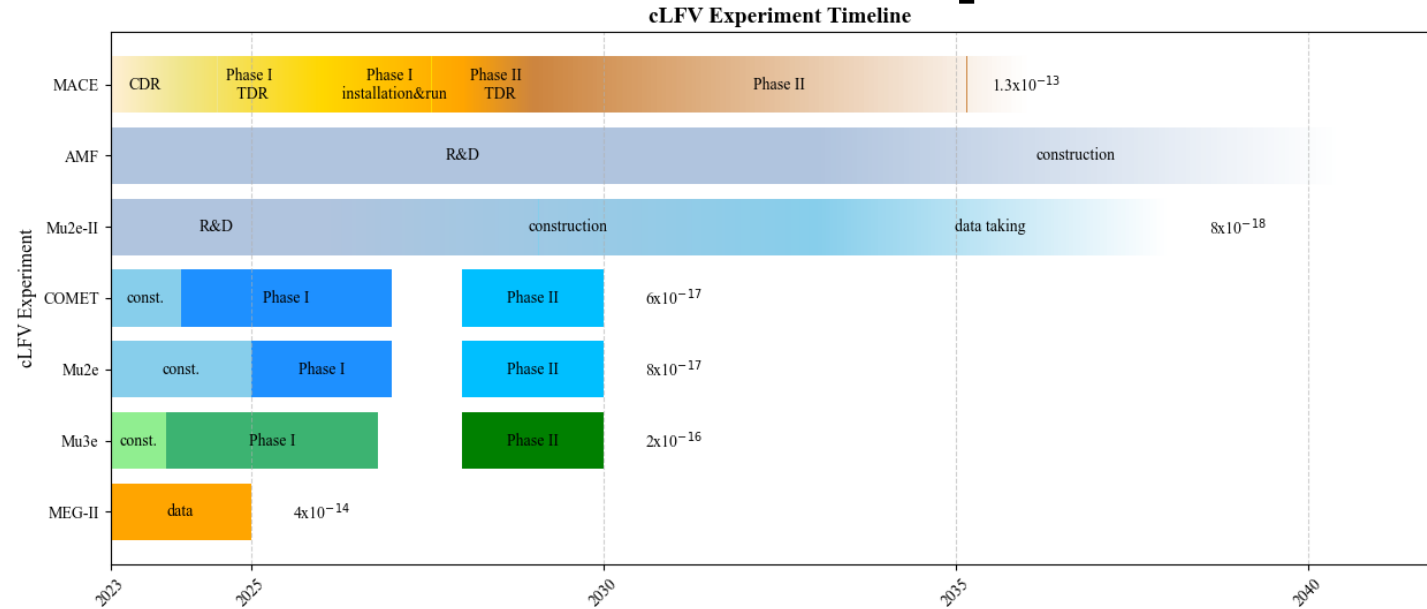 cLFV Experiment Timeline
MACE
CDR
Phase I
TDR
Phase I
installation&run
Phase II
TDR
Phase II
1.3x10⁻¹³
AMF
R&D
construction
Mu2e-II
R&D
construction
data taking
8x10⁻¹⁸
COMET
const.
Phase I
Phase II
6x10⁻¹⁷
Mu2e
const.
Phase I
Phase II
8x10⁻¹⁷
Mu3e
const.
Phase I
Phase II
2x10⁻¹⁶
MEG-II
data
4x10⁻¹⁴
cLFV Experiment
2023
2025
2030
2035
2040